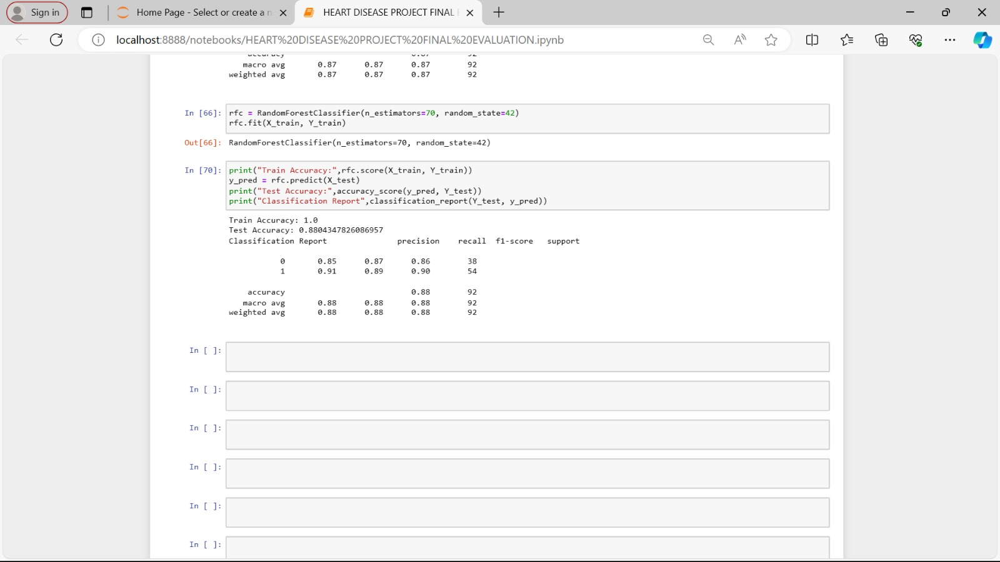 Sign in
Home Page - Select or create a n
HEART DISEASE PROJECT FINAL
localhost:8888/notebooks/HEART%20DISEASE%20PROJECT%20FINAL%20EVALUATION.ipynb
macro avg 0.87 0.87 0.87 92
weighted avg 0.87 0.87 0.87 92
In [66]: rfc = RandomForestClassifier(n_estimators=70, random_state=42)
rfc.fit(X_train, Y_train)
Out[66]: RandomForestClassifier(n_estimators=70, random_state=42)
In [70]: print("Train Accuracy:",rfc.score(X_train, Y_train))
y_pred = rfc.predict(X_test)
print("Test Accuracy:",accuracy_score(y_pred, Y_test))
print("Classification Report",classification_report(Y_test, y_pred))
Train Accuracy: 1.0
Test Accuracy: 0.8804347826086957
Classification Report precision recall f1-score support
0 0.85 0.87 0.86 38
1 0.91 0.89 0.90 54
accuracy 0.88 92
macro avg 0.88 0.88 0.88 92
weighted avg 0.88 0.88 0.88 92
In [ ]:
In [ ]:
In [ ]:
In [ ]:
In [ ]:
In [ ]: